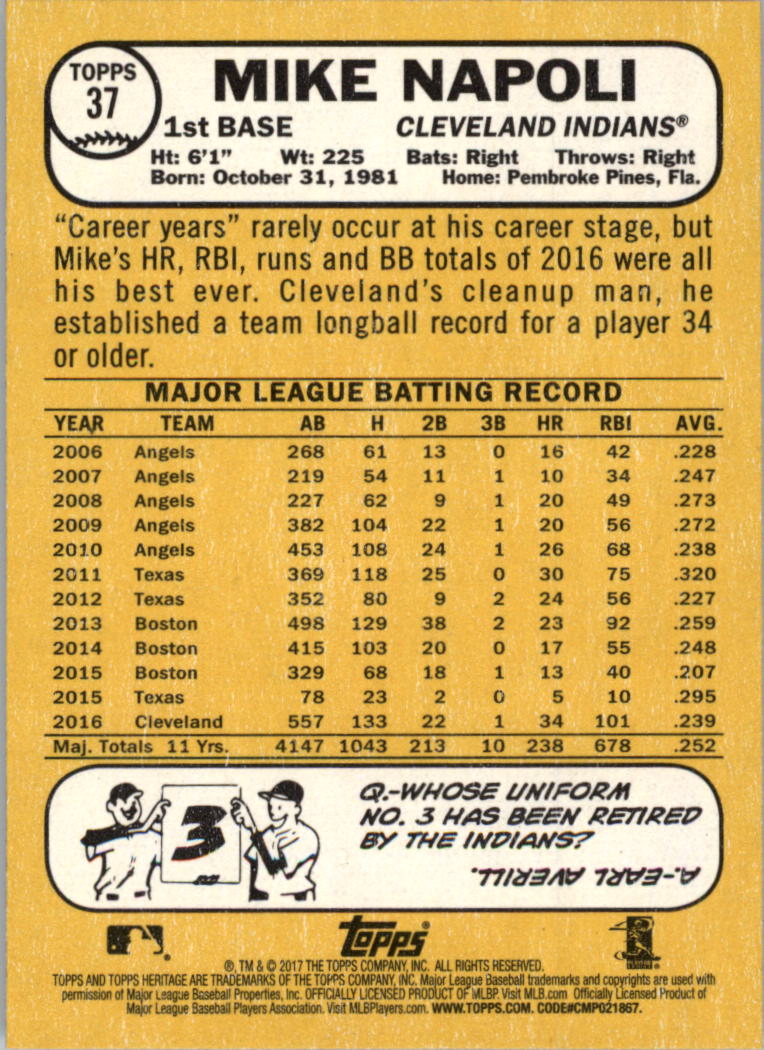 TOPPS
37
MIKE NAPOLI
1st BASE CLEVELAND INDIANS®
Ht: 6'1" Wt: 225 Bats: Right Throws: Right
Born: October 31, 1981 Home: Pembroke Pines, Fla.
"Career years" rarely occur at his career stage, but
Mike's HR, RBI, runs and BB totals of 2016 were all
his best ever. Cleveland's cleanup man, he
established a team longball record for a player 34
or older.
MAJOR LEAGUE BATTING RECORD
YEAR TEAM AB H 2B 3B HR RBI AVG.
2006 Angels 268 61 13 0 16 42 .228
2007 Angels 219 54 11 1 10 34 .247
2008 Angels 227 62 9 1 20 49 .273
2009 Angels 382 104 22 1 20 56 .272
2010 Angels 453 108 24 1 26 68 .238
2011 Texas 369 118 25 0 30 75 .320
2012 Texas 352 80 9 2 24 56 .227
2013 Boston 498 129 38 2 23 92 .259
2014 Boston 415 103 20 0 17 55 .248
2015 Boston 329 68 18 1 13 40 .207
2015 Texas 78 23 2 0 5 10 .295
2016 Cleveland 557 133 22 1 34 101 .239
Maj. Totals 11 Yrs. 4147 1043 213 10 238 678 .252
3
Q.-WHOSE UNIFORM
NO. 3 HAS BEEN RETIRED
BY THE INDIANS?
A-EARL AVERILL.
TOPPS®
®, TM & © 2017 THE TOPPS COMPANY, INC. ALL RIGHTS RESERVED.
TOPPS AND TOPPS HERITAGE ARE TRADEMARKS OF THE TOPPS COMPANY, INC. Major League Baseball trademarks and copyrights are used with
permission of Major League Baseball Properties, Inc. OFFICIALLY LICENSED PRODUCT OF MLBP. Visit MLB.com Officially Licensed Product of
Major League Baseball Players Association. Visit MLBPlayers.com. WWW.TOPPS.COM. CODE#CMP021867.